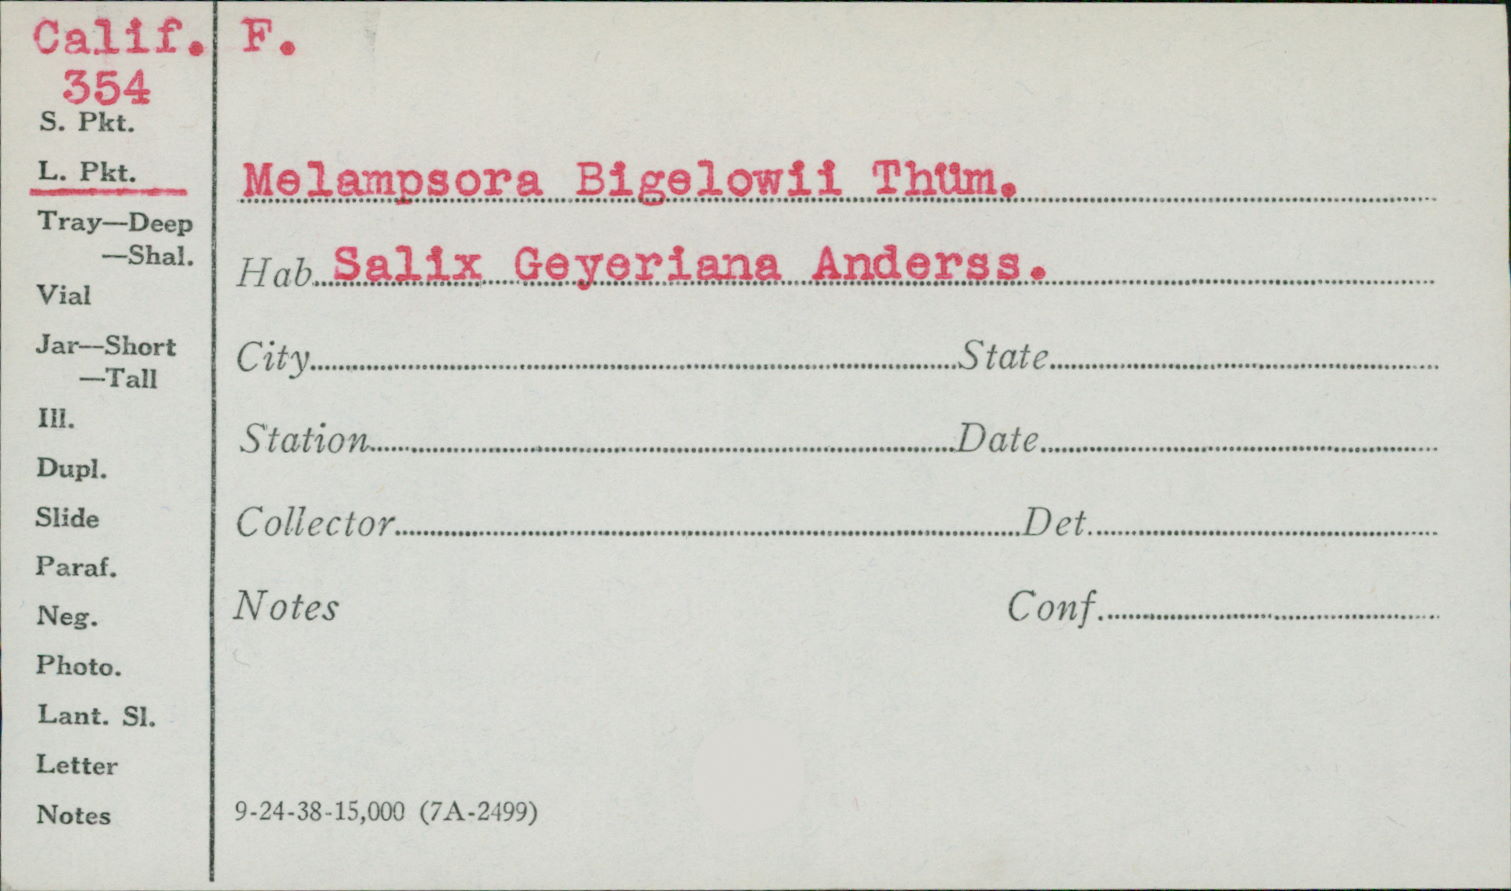 Calif. F.
354
S. Pkt.
L. Pkt.
Melampsora Bigelowii Thüm.
Tray—Deep
—Shal.
Hab. Salix Geyeriana Anderss.
Vial
Jar—Short
—Tall
City State
Ill.
Station Date
Dupl.
Slide
Collector Det.
Paraf.
Neg.
Notes Conf.
Photo.
Lant. Sl.
Letter
Notes
9-24-38-15,000 (7A-2499)